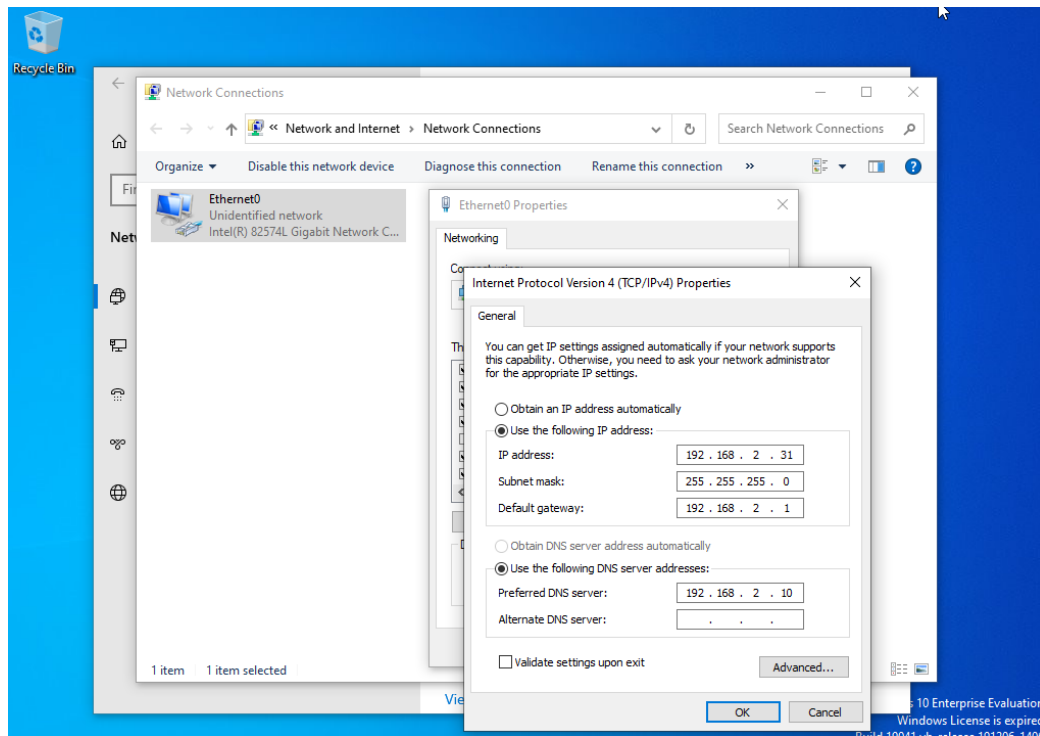 Recycle Bin
Network Connections
« Network and Internet > Network Connections
Search Network Connections
Organize
Disable this network device
Diagnose this connection
Rename this connection
»
Ethernet0
Unidentified network
Intel(R) 82574L Gigabit Network C...
Ethernet0 Properties
Networking
Internet Protocol Version 4 (TCP/IPv4) Properties
General
You can get IP settings assigned automatically if your network supports
this capability. Otherwise, you need to ask your network administrator
for the appropriate IP settings.
Obtain an IP address automatically
Use the following IP address:
IP address: 192 . 168 . 2 . 31
Subnet mask: 255 . 255 . 255 . 0
Default gateway: 192 . 168 . 2 . 1
Obtain DNS server address automatically
Use the following DNS server addresses:
Preferred DNS server: 192 . 168 . 2 . 10
Alternate DNS server: . . .
Validate settings upon exit
Advanced...
OK
Cancel
1 item
1 item selected
10 Enterprise Evaluation
Windows License is expired